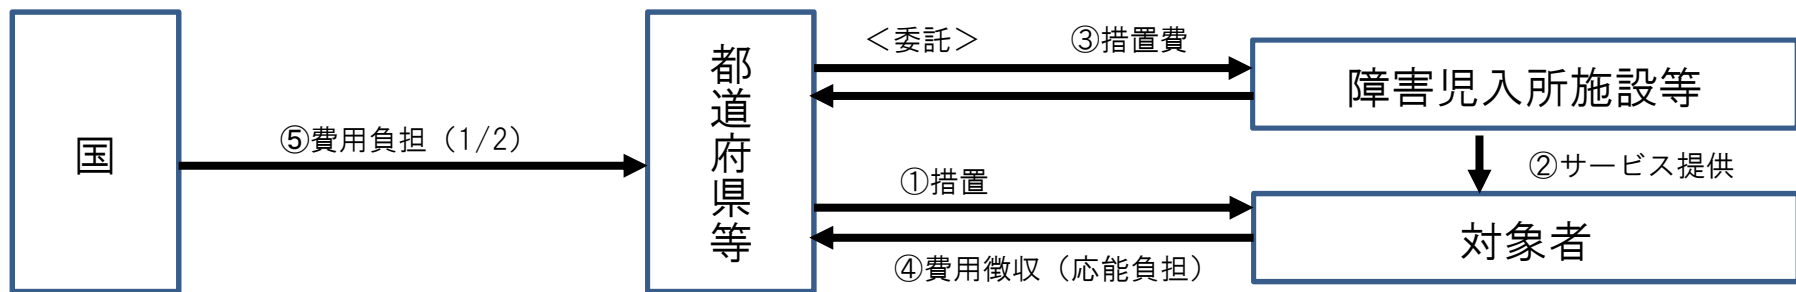 国
⑤費用負担（1/2）
都道府県等
＜委託＞ ③措置費
障害児入所施設等
②サービス提供
①措置
対象者
④費用徴収（応能負担）